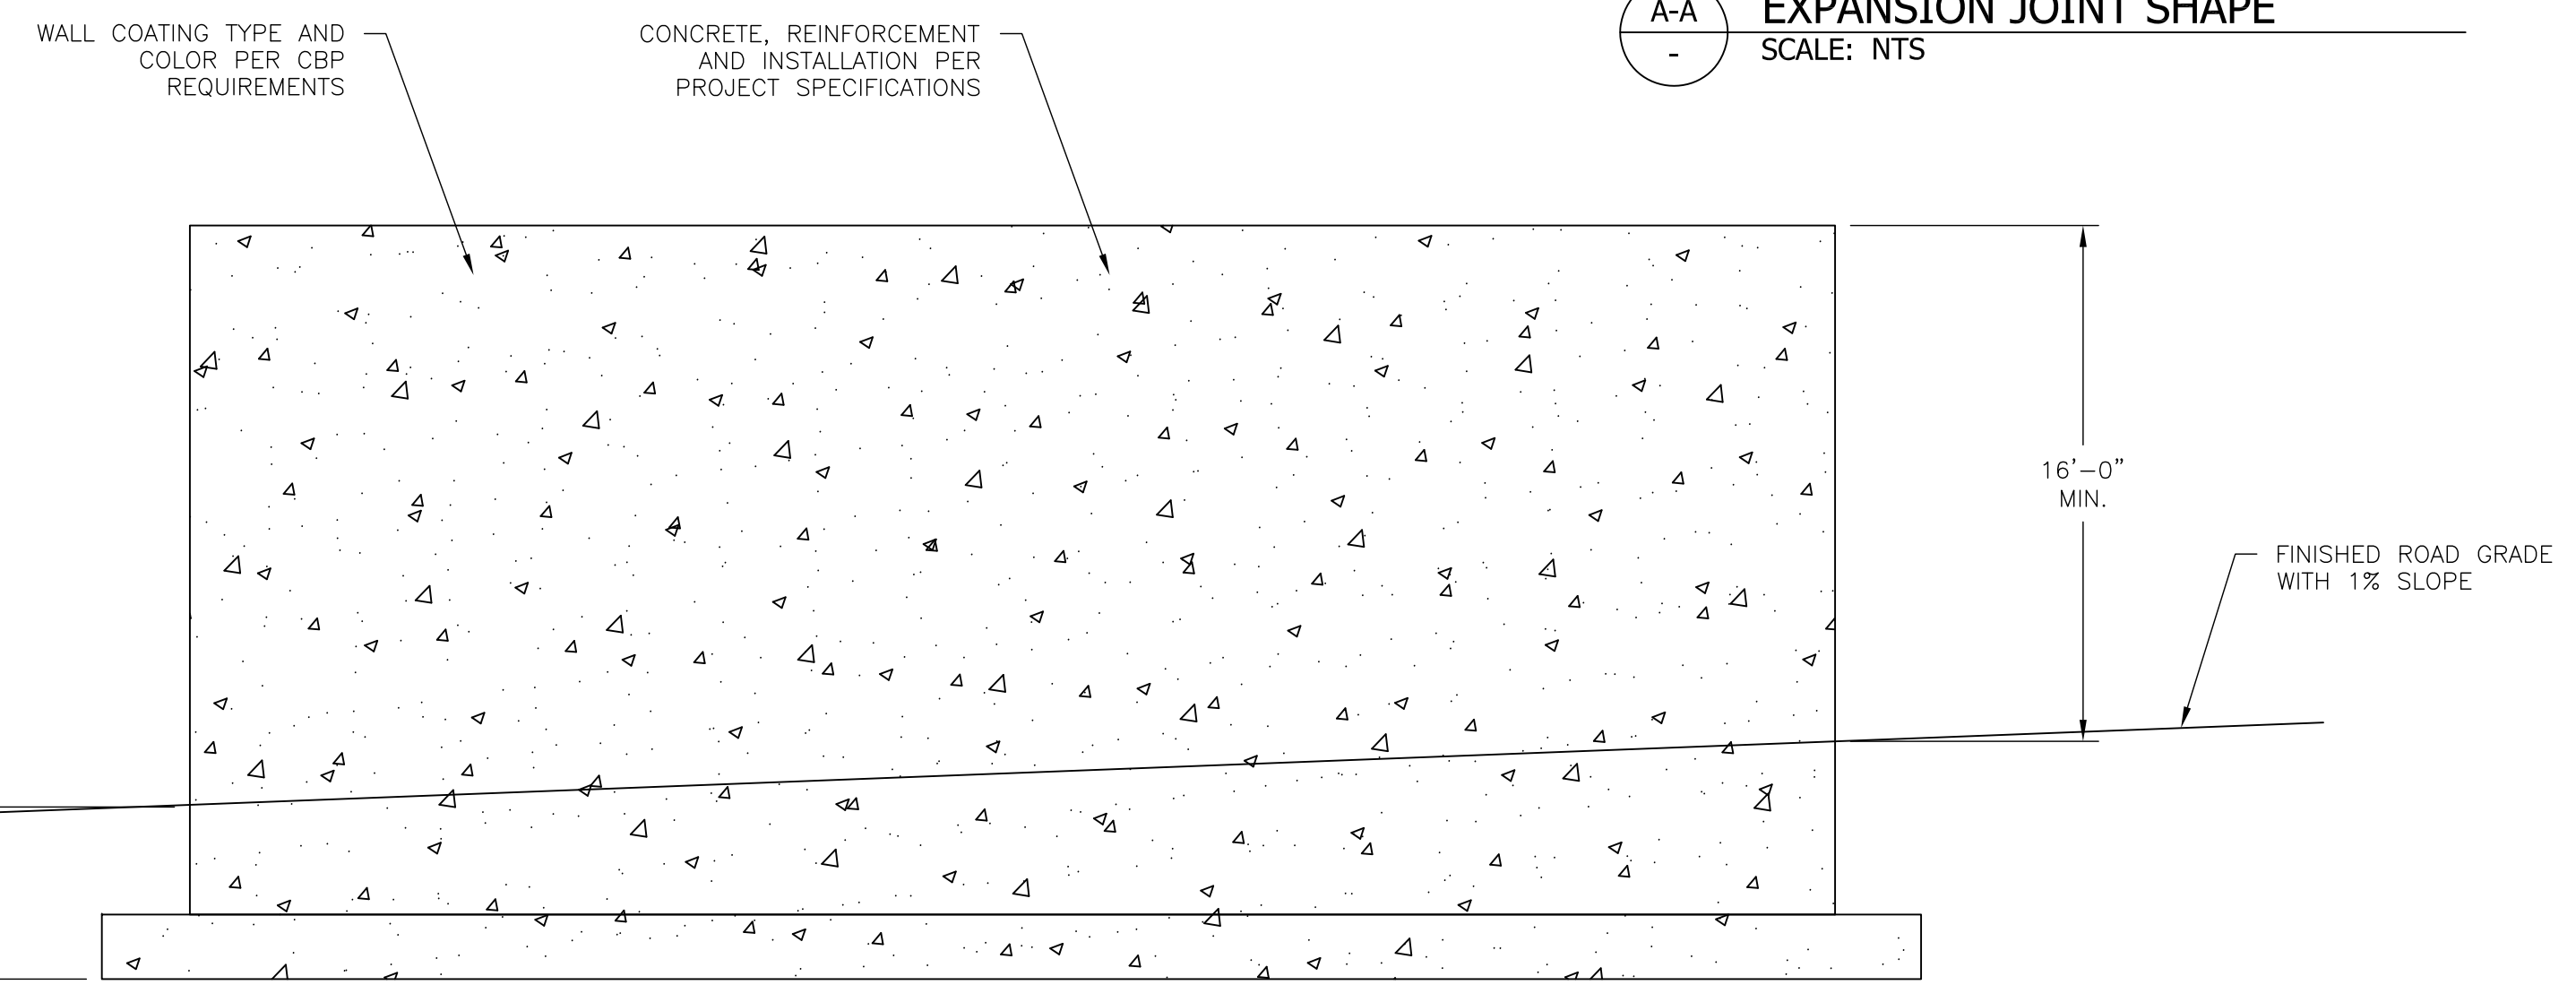 WALL COATING TYPE AND
COLOR PER CBP
REQUIREMENTS
CONCRETE, REINFORCEMENT
AND INSTALLATION PER
PROJECT SPECIFICATIONS
A-A
-
EXPANSION JOINT SHAPE
SCALE: NTS
16'-0"
MIN.
FINISHED ROAD GRADE
WITH 1% SLOPE